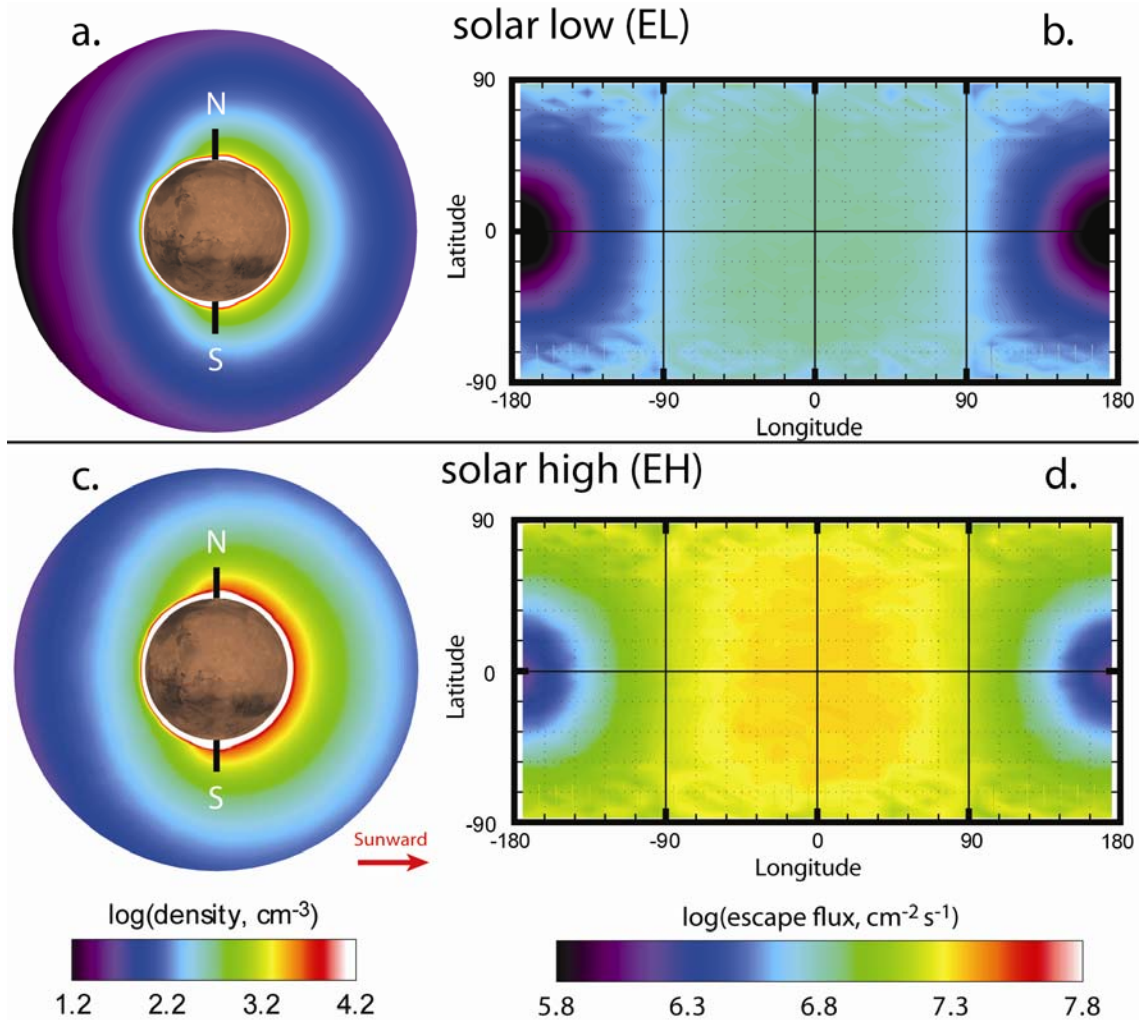 a.
solar low (EL)
b.
N
S
90
0
-90
Latitude
-180 -90 0 90 180
Longitude
solar high (EH)
c.
d.
N
S
Sunward
90
0
-90
Latitude
-180 -90 0 90 180
Longitude
log(density, cm⁻³)
1.2 2.2 3.2 4.2
log(escape flux, cm⁻² s⁻¹)
5.8 6.3 6.8 7.3 7.8